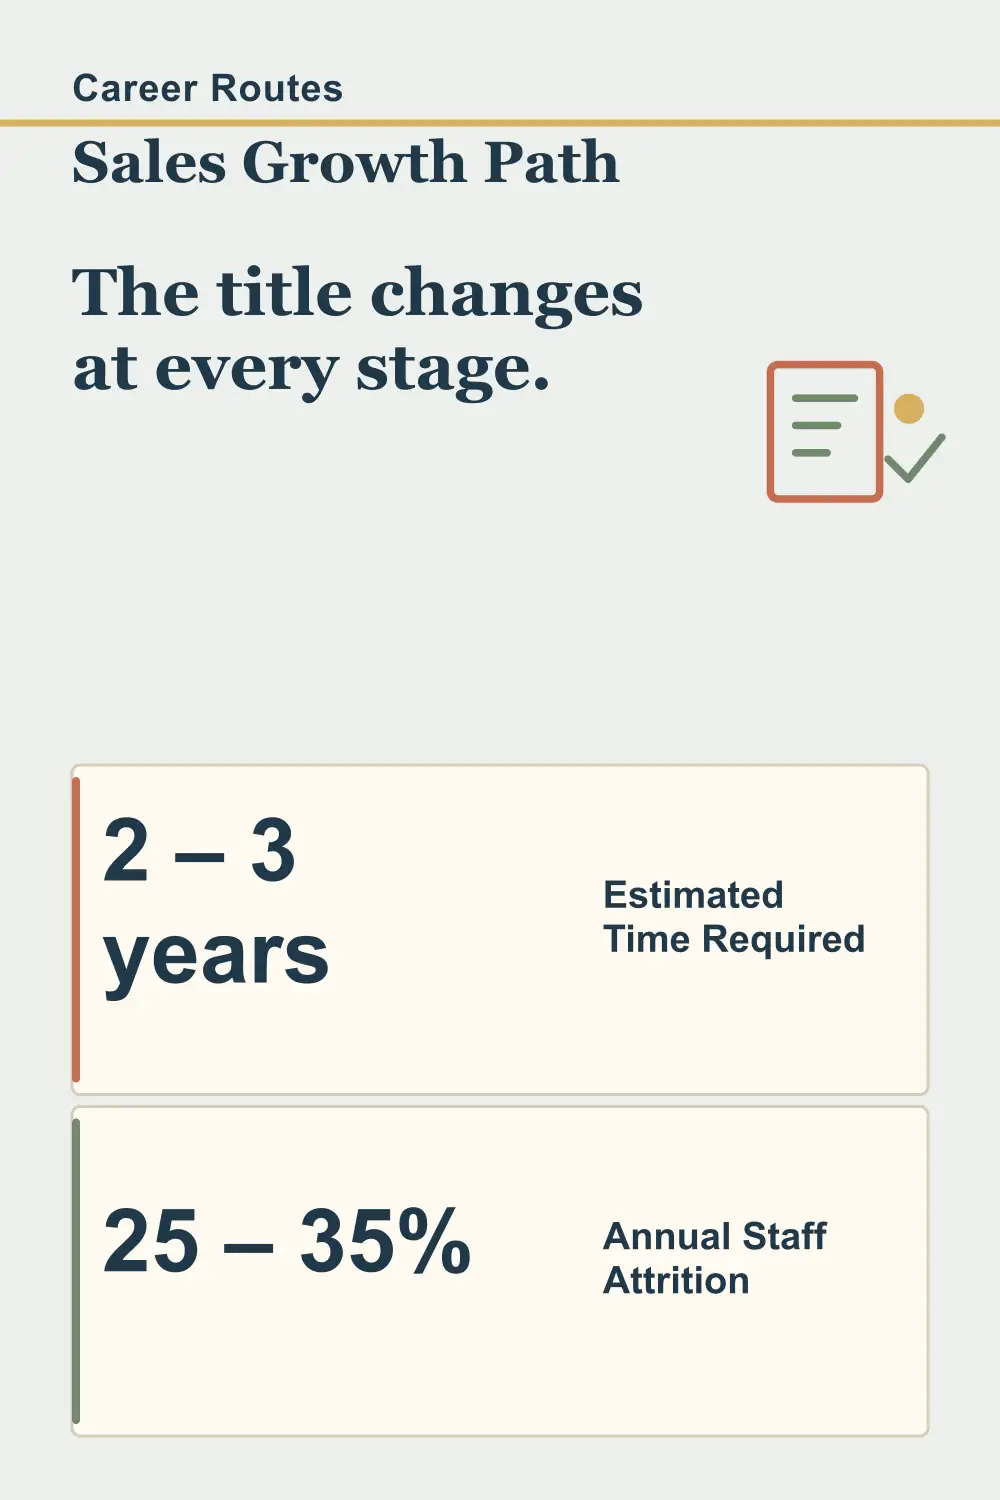 Career Routes
Sales Growth Path
The title changes
at every stage.
2 – 3
years
Estimated
Time Required
25 – 35%
Annual Staff
Attrition